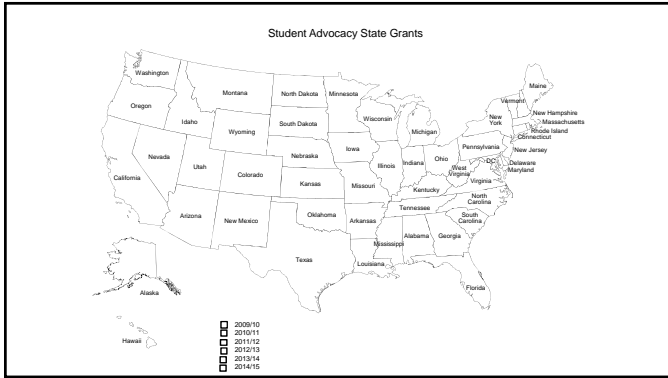 Student Advocacy State Grants
Washington
Oregon
California
Nevada
Idaho
Montana
Wyoming
Utah
Arizona
Colorado
New Mexico
North Dakota
South Dakota
Nebraska
Kansas
Oklahoma
Texas
Minnesota
Iowa
Missouri
Arkansas
Louisiana
Wisconsin
Illinois
Michigan
Indiana
Ohio
Kentucky
Tennessee
Mississippi
Alabama
Georgia
Florida
South
Carolina
North
Carolina
Virginia
West
Virginia
DC
Maryland
Delaware
Pennsylvania
New Jersey
New
York
Connecticut
Rhode Island
Massachusetts
New Hampshire
Vermont
Maine
Alaska
Hawaii
2009/10
2010/11
2011/12
2012/13
2013/14
2014/15